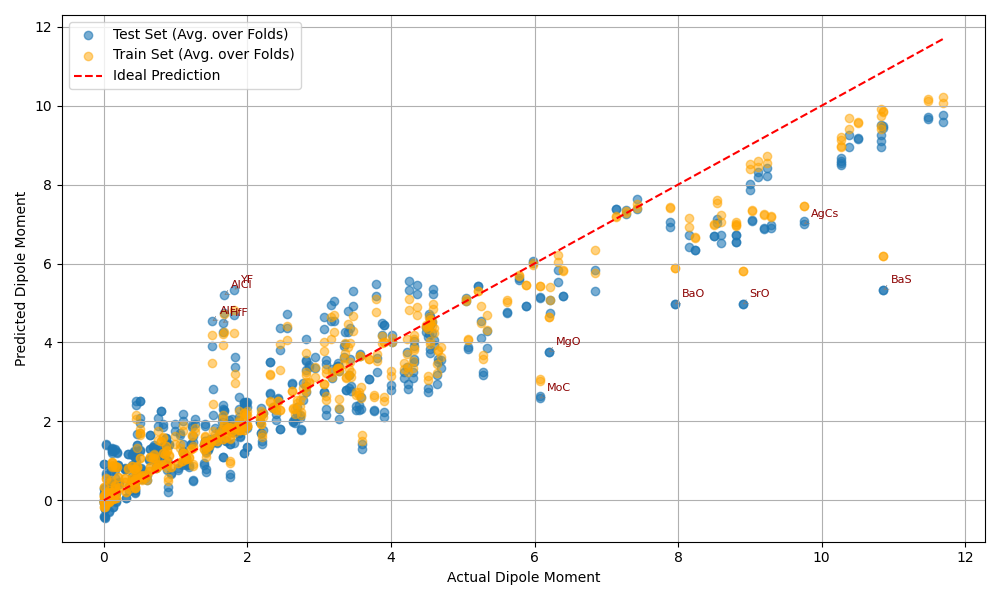 Test Set (Avg. over Folds)
Train Set (Avg. over Folds)
Ideal Prediction
12
10
8
6
4
2
0
0
2
4
6
8
10
12
Predicted Dipole Moment
Actual Dipole Moment
AgCs
YF
AlCl
BaS
BaO
SrO
AlF
HfF
MgO
MoC